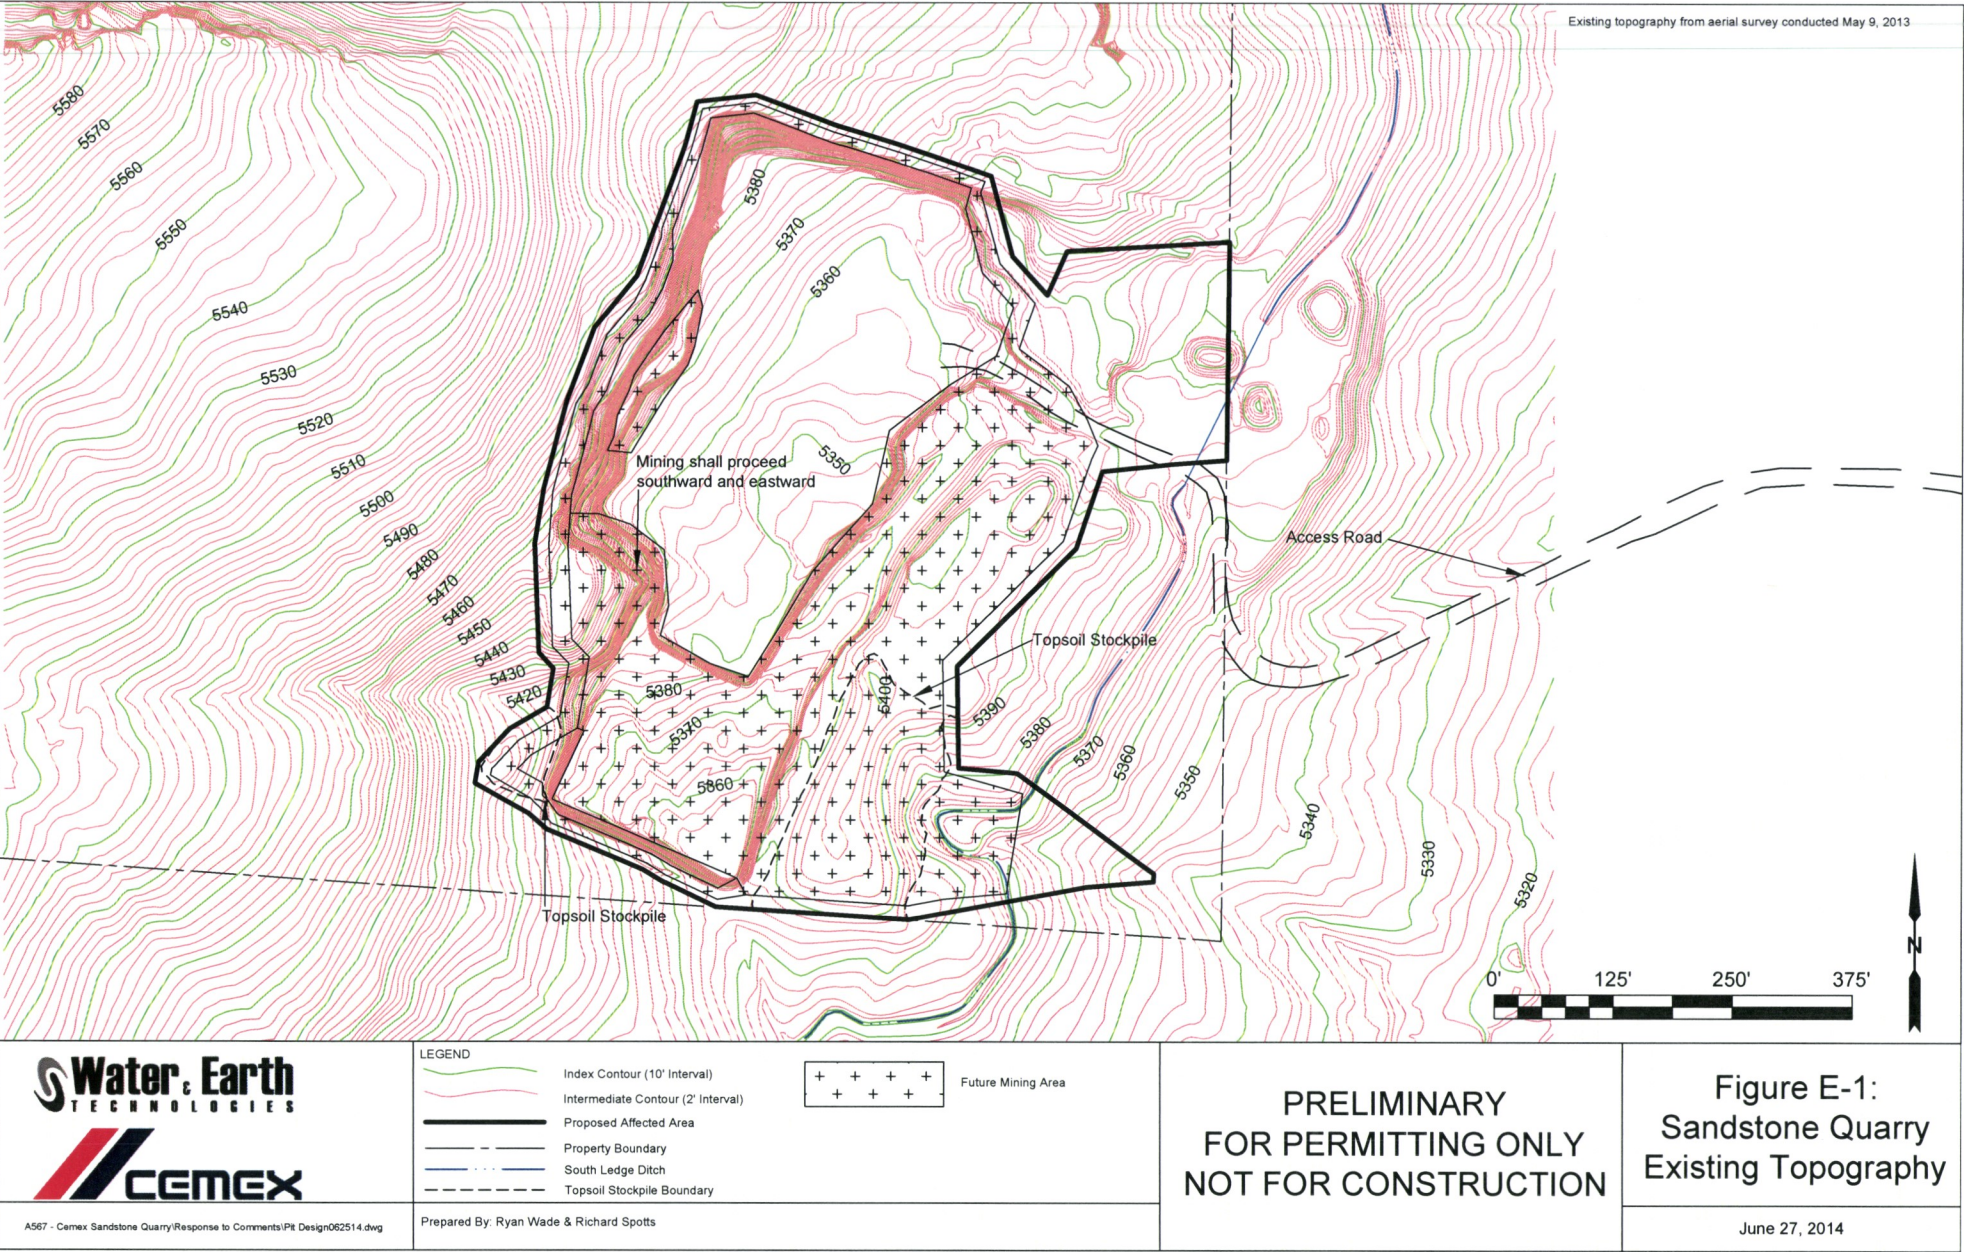 Existing topography from aerial survey conducted May 9, 2013
5580
5570
5560
5550
5540
5530
5520
5510
5500
5490
5480
5470
5460
5450
5440
5430
5420
5380
5370
5360
5350
Mining shall proceed
southward and eastward
Access Road
Topsoil Stockpile
5380
5370
5360
5400
5390
5380
5370
5360
5350
5340
5330
5320
Topsoil Stockpile
N
0' 125' 250' 375'
Water & Earth
TECHNOLOGIES
CEMEX
A567 - Cemex Sandstone Quarry\Response to Comments\Pit Design062514.dwg
LEGEND
Index Contour (10' Interval)
Intermediate Contour (2' Interval)
Proposed Affected Area
Property Boundary
South Ledge Ditch
Topsoil Stockpile Boundary
Future Mining Area
Prepared By: Ryan Wade & Richard Spotts
PRELIMINARY
FOR PERMITTING ONLY
NOT FOR CONSTRUCTION
Figure E-1:
Sandstone Quarry
Existing Topography
June 27, 2014